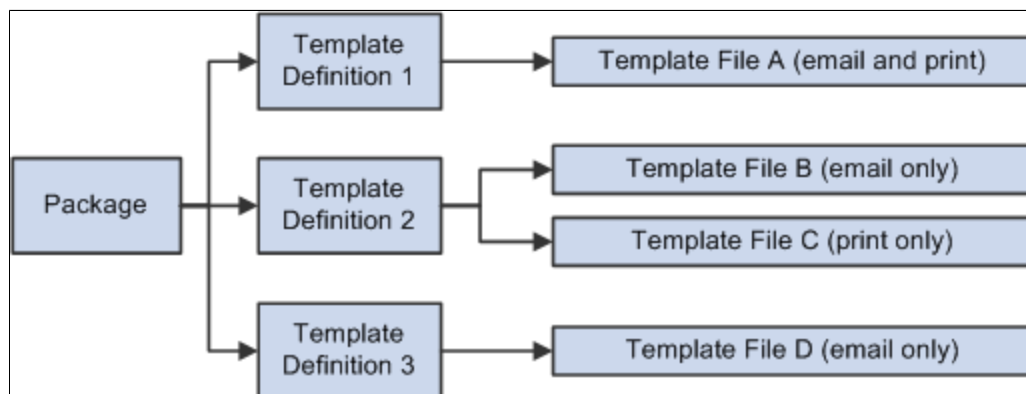 Package
Template
Definition 1
Template File A (email and print)
Template
Definition 2
Template File B (email only)
Template File C (print only)
Template
Definition 3
Template File D (email only)